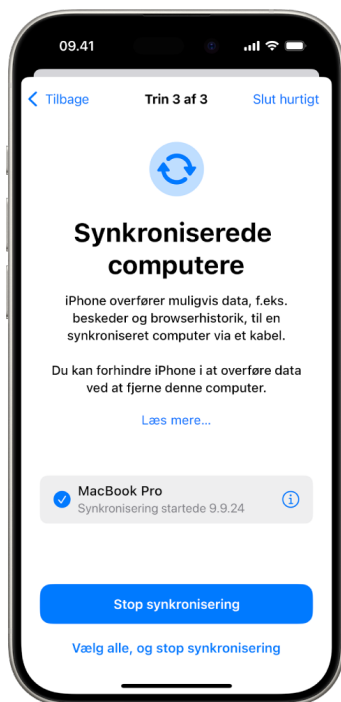 09.41
Tilbage
Trin 3 af 3
Slut hurtigt
Synkroniserede
computere
iPhone overfører muligvis data, f.eks.
beskeder og browserhistorik, til en
synkroniseret computer via et kabel.
Du kan forhindre iPhone i at overføre data
ved at fjerne denne computer.
Læs mere...
MacBook Pro
Synkronisering startede 9.9.24
Stop synkronisering
Vælg alle, og stop synkronisering